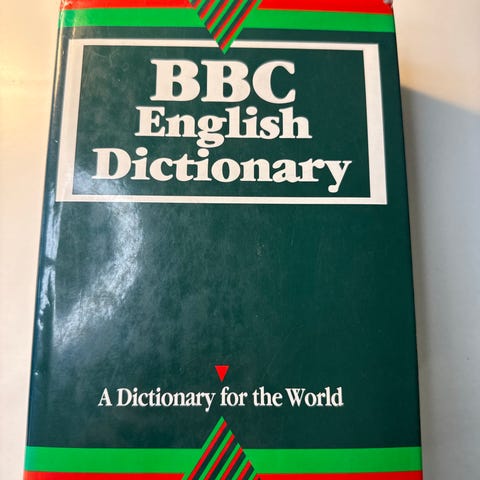 BBC
English
Dictionary
A Dictionary for the World